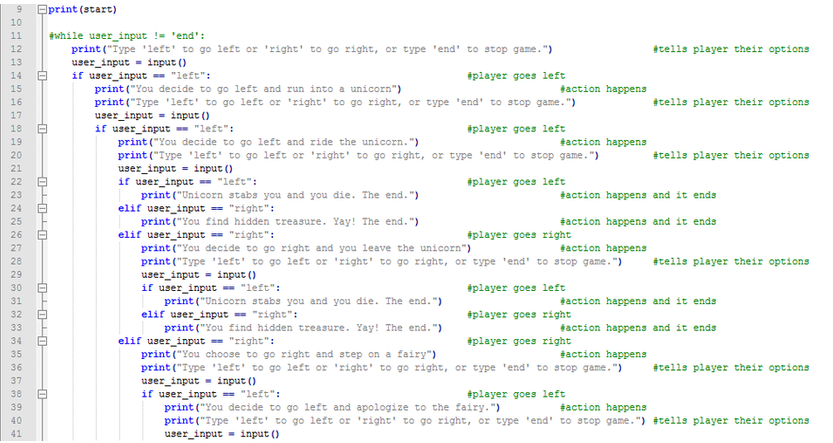 9 print(start)
10
11 #while user_input != 'end':
12     print("Type 'left' to go left or 'right' to go right, or type 'end' to stop game.") #tells player their options
13     user_input = input()
14     if user_input == "left": #player goes left
15         print("You decide to go left and run into a unicorn") #action happens
16         print("Type 'left' to go left or 'right' to go right, or type 'end' to stop game.") #tells player their options
17         user_input = input()
18         if user_input == "left": #player goes left
19             print("You decide to go left and ride the unicorn.") #action happens
20             print("Type 'left' to go left or 'right' to go right, or type 'end' to stop game.") #tells player their options
21             user_input = input()
22             if user_input == "left": #player goes left
23                 print("Unicorn stabs you and you die. The end.") #action happens and it ends
24             elif user_input == "right":
25                 print("You find hidden treasure. Yay! The end.") #action happens and it ends
26             elif user_input == "right": #player goes right
27                 print("You decide to go right and you leave the unicorn") #action happens
28                 print("Type 'left' to go left or 'right' to go right, or type 'end' to stop game.") #tells player their options
29                 user_input = input()
30                 if user_input == "left": #player goes left
31                     print("Unicorn stabs you and you die. The end.") #action happens and it ends
32                 elif user_input == "right": #player goes right
33                     print("You find hidden treasure. Yay! The end.") #action happens and it ends
34             elif user_input == "right": #player goes right
35                 print("You choose to go right and step on a fairy") #action happens
36                 print("Type 'left' to go left or 'right' to go right, or type 'end' to stop game.") #tells player their options
37                 user_input = input()
38                 if user_input == "left": #player goes left
39                     print("You decide to go left and apologize to the fairy.") #action happens
40                     print("Type 'left' to go left or 'right' to go right, or type 'end' to stop game.") #tells player their options
41                     user_input = input()